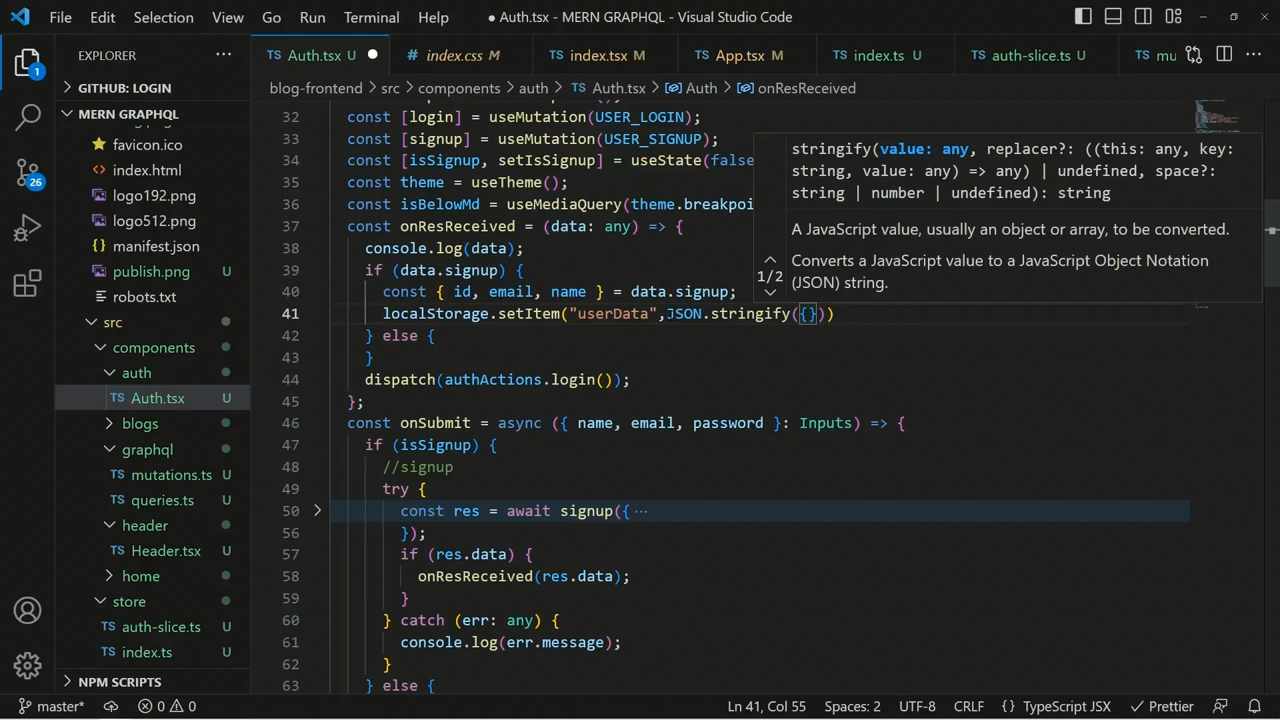 File Edit Selection View Go Run Terminal Help
● Auth.tsx - MERN GRAPHQL - Visual Studio Code
EXPLORER ···
Auth.tsx U ●
# index.css M
TS index.tsx M
TS App.tsx M
TS index.ts U
TS auth-slice.ts U
TS mu
1
26
GITHUB: LOGIN
MERN GRAPHQL
favicon.ico
index.html
logo192.png
logo512.png
{} manifest.json
publish.png U
robots.txt
src
components
auth
TS Auth.tsx U
blogs
graphql
TS mutations.ts U
TS queries.ts U
header
TS Header.tsx U
home
store
TS auth-slice.ts U
TS index.ts U
NPM SCRIPTS
blog-frontend > src > components > auth > TS Auth.tsx > Auth > onResReceived
32 const [login] = useMutation(USER_LOGIN);
33 const [signup] = useMutation(USER_SIGNUP);
34 const [isSignup, setIsSignup] = useState(false
35 const theme = useTheme();
36 const isBelowMd = useMediaQuery(theme.breakpoi
37 const onResReceived = (data: any) => {
38 console.log(data);
39 if (data.signup) {
40 const { id, email, name } = data.signup;
41 localStorage.setItem("userData",JSON.stringify({}))
42 } else {
43 }
44 dispatch(authActions.login());
45 };
46 const onSubmit = async ({ name, email, password }: Inputs) => {
47 if (isSignup) {
48 //signup
49 try {
50 const res = await signup({ ···
56 });
57 if (res.data) {
58 onResReceived(res.data);
59 }
60 } catch (err: any) {
61 console.log(err.message);
62 }
63 } else {
stringify(value: any, replacer?: ((this: any, key:
string, value: any) => any) | undefined, space?:
string | number | undefined): string
A JavaScript value, usually an object or array, to be converted.
1/2
Converts a JavaScript value to a JavaScript Object Notation
(JSON) string.
master* 0 0 Ln 41, Col 55 Spaces: 2 UTF-8 CRLF {} TypeScript JSX Prettier